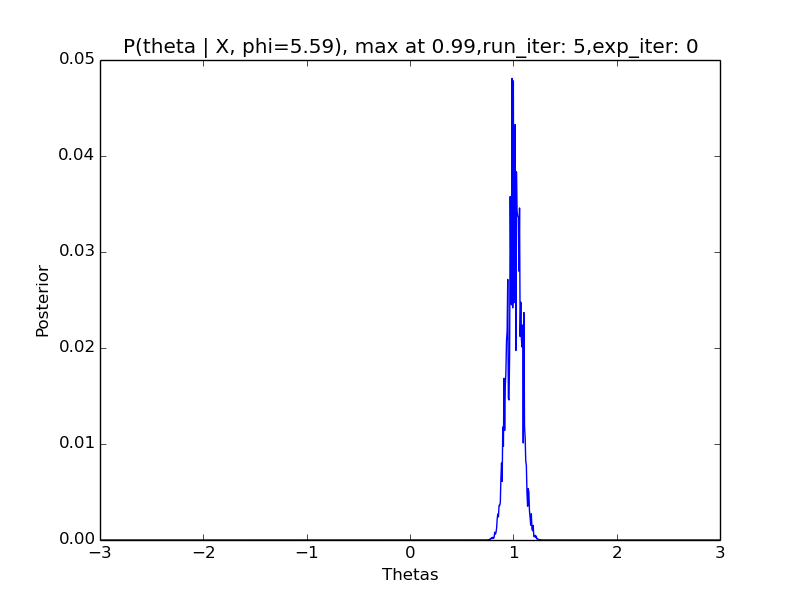 P(theta | X, phi=5.59), max at 0.99,run_iter: 5,exp_iter: 0
0.05
0.04
0.03
0.02
0.01
0.00
Posterior
−3 −2 −1 0 1 2 3
Thetas